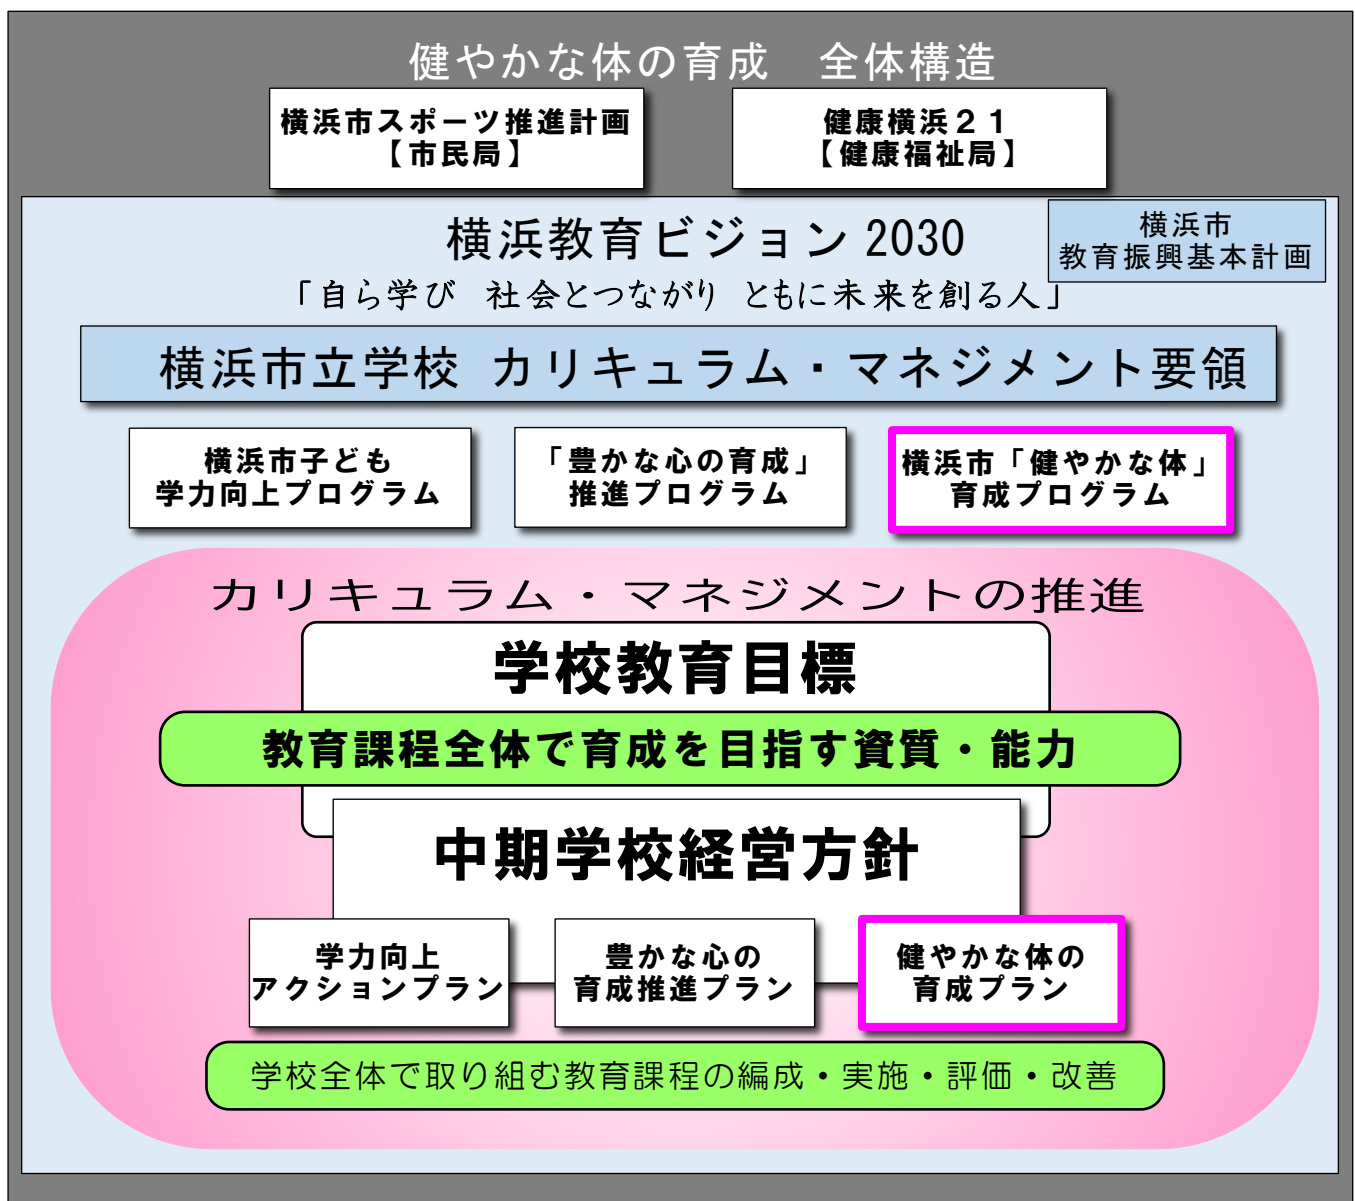 健やかな体の育成　全体構造
横浜市スポーツ推進計画
【市民局】
健康横浜２１
【健康福祉局】
横浜教育ビジョン 2030
横浜市
教育振興基本計画
「自ら学び 社会とつながり ともに未来を創る人」
横浜市立学校 カリキュラム・マネジメント要領
横浜市子ども
学力向上プログラム
「豊かな心の育成」
推進プログラム
横浜市「健やかな体」
育成プログラム
カリキュラム・マネジメントの推進
学校教育目標
教育課程全体で育成を目指す資質・能力
中期学校経営方針
学力向上
アクションプラン
豊かな心の
育成推進プラン
健やかな体の
育成プラン
学校全体で取り組む教育課程の編成・実施・評価・改善